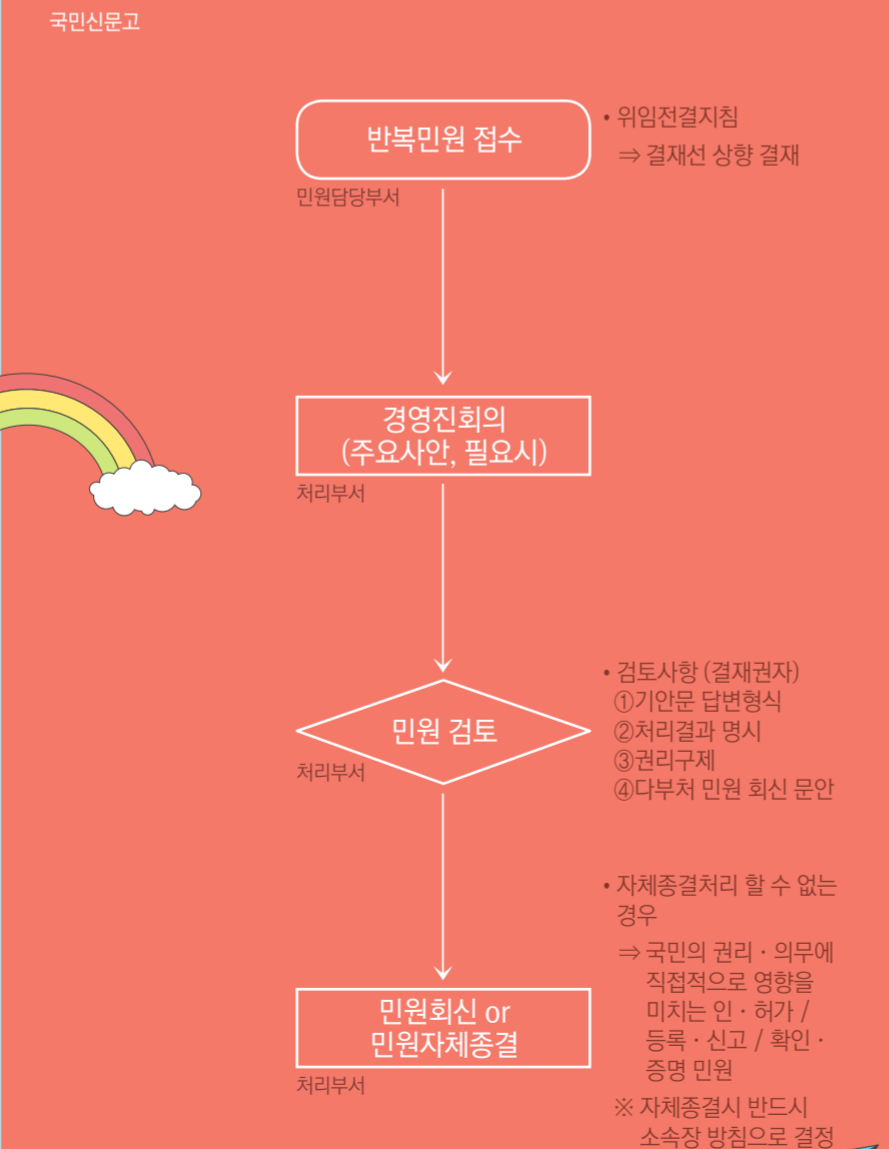 국민신문고
반복민원 접수
민원담당부서
• 위임전결지침
⇒ 결재선 상향 결재
경영진회의
(주요사안, 필요시)
처리부서
민원 검토
처리부서
• 검토사항 (결재권자)
①기안문 답변형식
②처리결과 명시
③권리구제
④다부처 민원 회신 문안
민원회신 or
민원자체종결
처리부서
• 자체종결처리 할 수 없는
경우
⇒ 국민의 권리 · 의무에
직접적으로 영향을
미치는 인 · 허가 /
등록 · 신고 / 확인 ·
증명 민원
※ 자체종결시 반드시
소속장 방침으로 결정